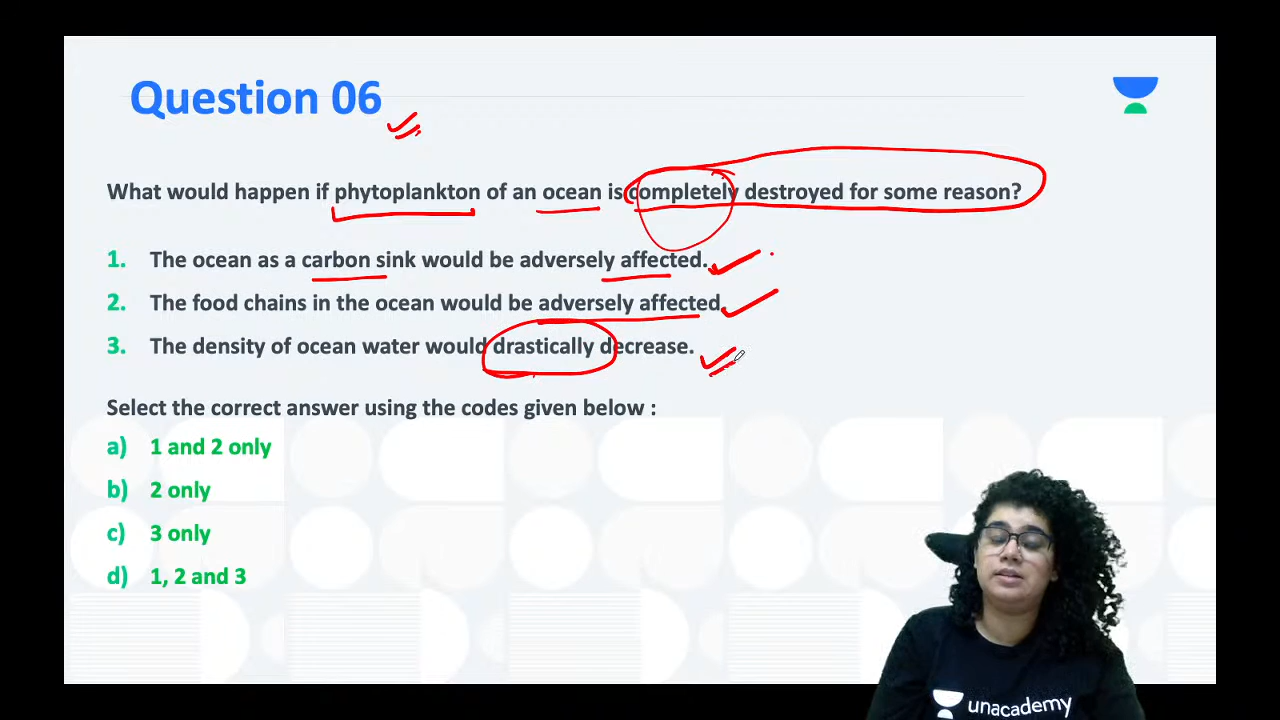 Question 06
What would happen if phytoplankton of an ocean is completely destroyed for some reason?
1. The ocean as a carbon sink would be adversely affected.
2. The food chains in the ocean would be adversely affected.
3. The density of ocean water would drastically decrease.
Select the correct answer using the codes given below :
a) 1 and 2 only
b) 2 only
c) 3 only
d) 1, 2 and 3
unacademy